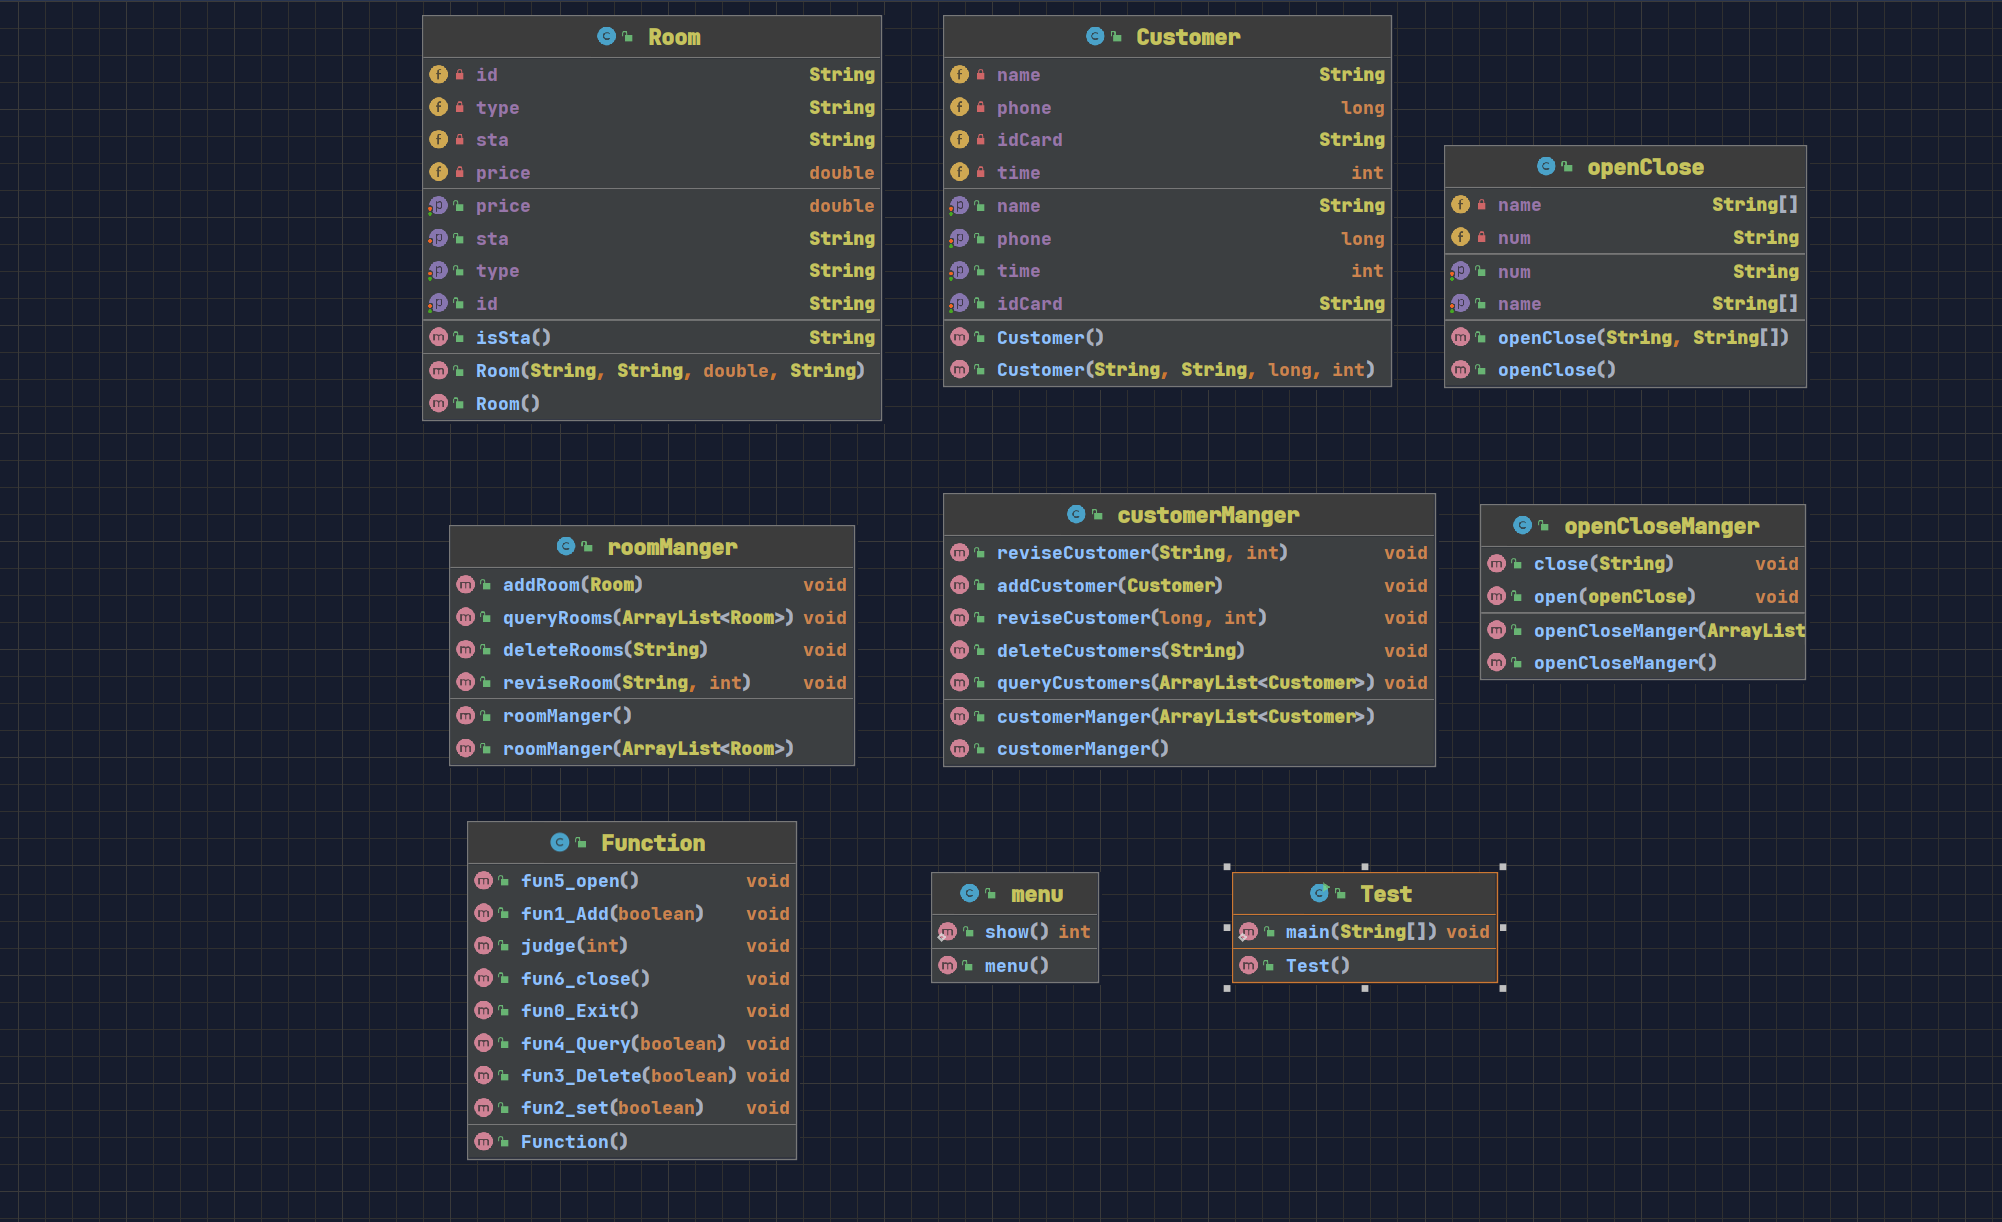 Room
id String
type String
sta String
price double
price double
sta String
type String
id String
isSta() String
Room(String, String, double, String)
Room()
Customer
name String
phone long
idCard String
time int
name String
phone long
time int
idCard String
Customer()
Customer(String, String, long, int)
openClose
name String[]
num String
num String
name String[]
openClose(String, String[])
openClose()
roomManger
addRoom(Room) void
queryRooms(ArrayList<Room>) void
deleteRooms(String) void
reviseRoom(String, int) void
roomManger()
roomManger(ArrayList<Room>)
customerManger
reviseCustomer(String, int) void
addCustomer(Customer) void
reviseCustomer(long, int) void
deleteCustomers(String) void
queryCustomers(ArrayList<Customer>) void
customerManger(ArrayList<Customer>)
customerManger()
openCloseManger
close(String) void
open(openClose) void
openCloseManger(ArrayList
openCloseManger()
Function
fun5_open() void
fun1_Add(boolean) void
judge(int) void
fun6_close() void
fun0_Exit() void
fun4_Query(boolean) void
fun3_Delete(boolean) void
fun2_set(boolean) void
Function()
menu
show() int
menu()
Test
main(String[]) void
Test()